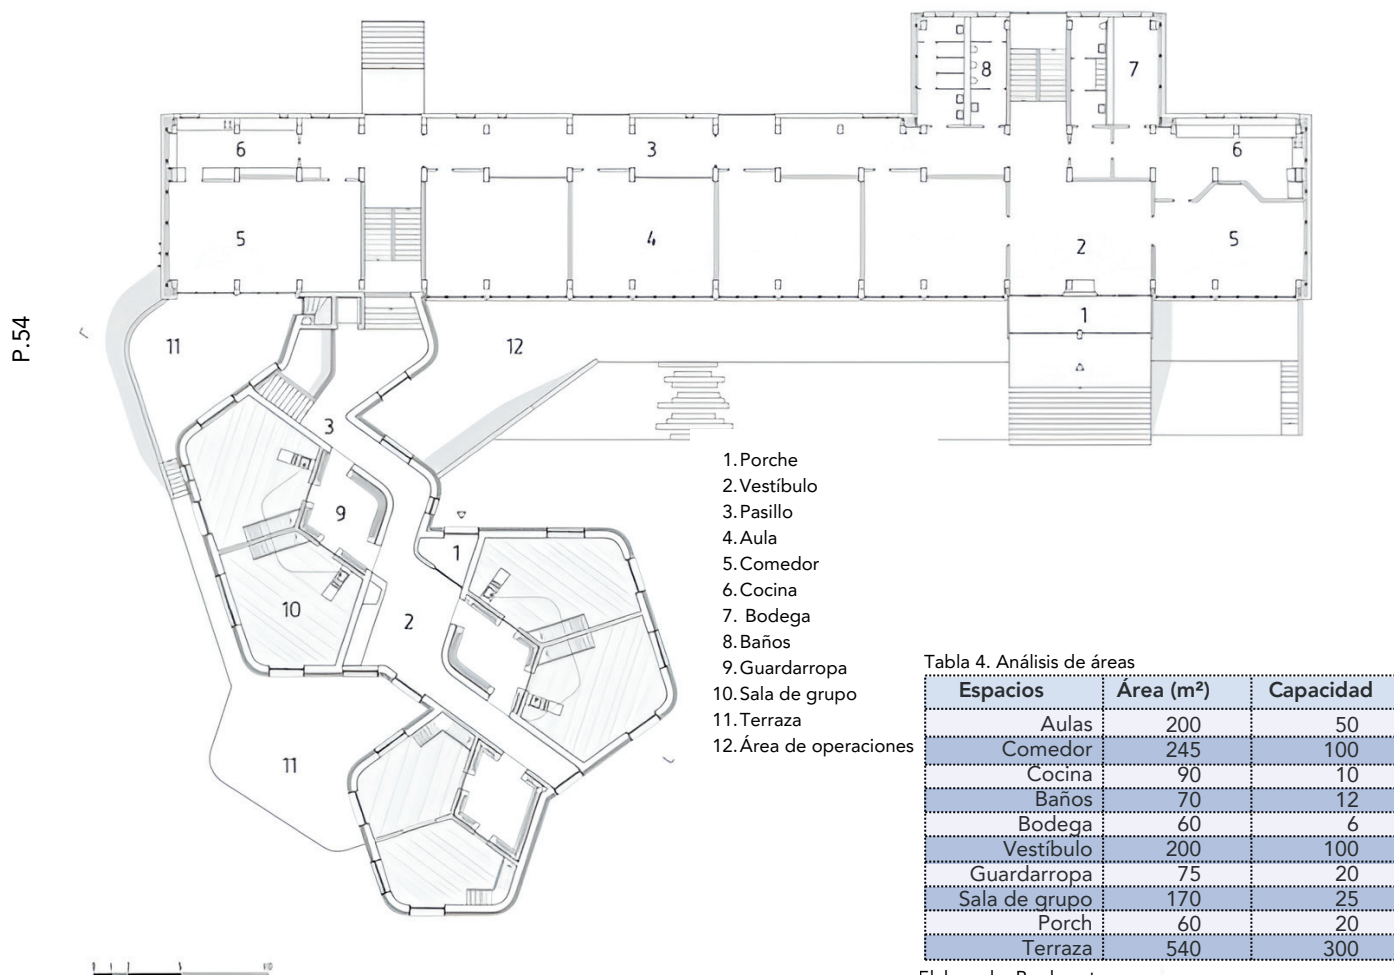 8
7
6
3
6
5
4
2
5
1
P.54
11
12
3
9
1
10
2
11
1.Porche
2.Vestíbulo
3.Pasillo
4.Aula
5.Comedor
6.Cocina
7. Bodega
8.Baños
9.Guardarropa
10.Sala de grupo
11.Terraza
12.Área de operaciones
Tabla 4. Análisis de áreas
Espacios Área (m²) Capacidad
Aulas 200 50
Comedor 245 100
Cocina 90 10
Baños 70 12
Bodega 60 6
Vestíbulo 200 100
Guardarropa 75 20
Sala de grupo 170 25
Porch 60 20
Terraza 540 300